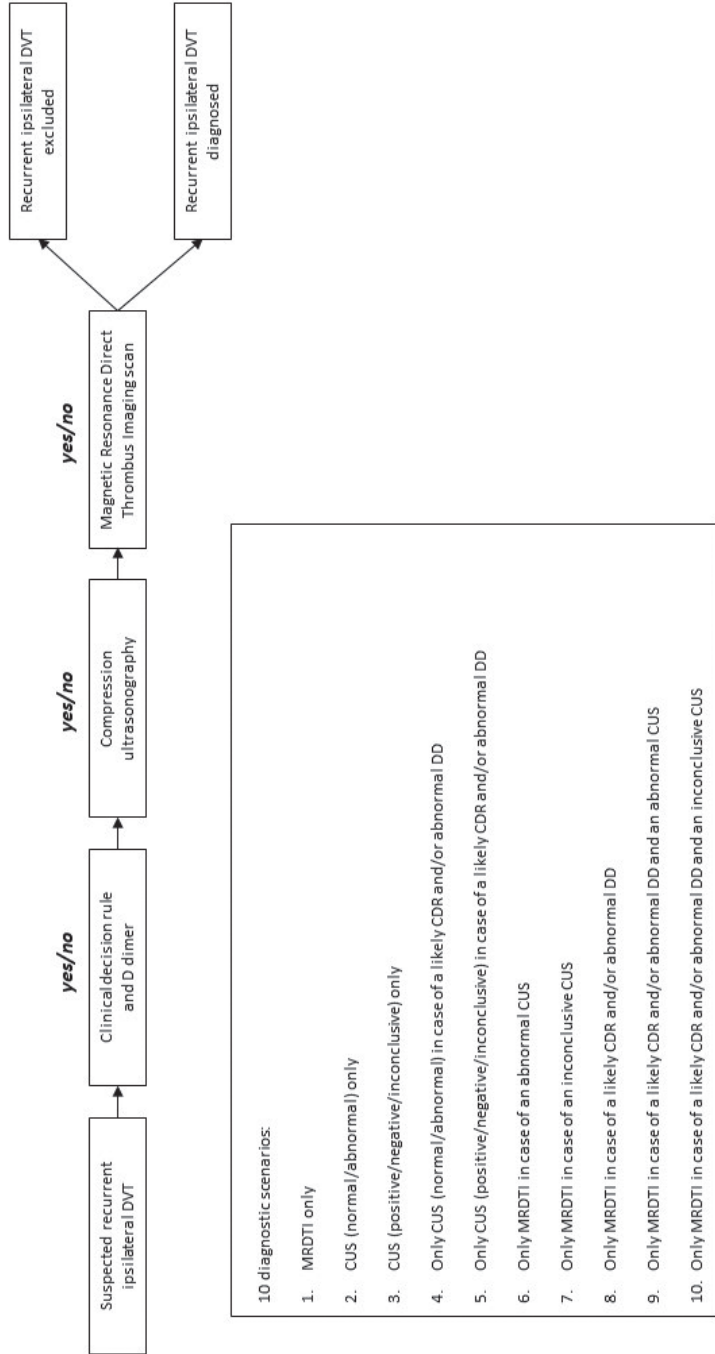 Suspected recurrent
ipsilateral DVT
yes/no
Clinical decision rule
and D dimer
yes/no
Compression
ultrasonography
yes/no
Magnetic Resonance Direct
Thrombus Imaging scan
Recurrent ipsilateral DVT
excluded
Recurrent ipsilateral DVT
diagnosed
10 diagnostic scenarios:
1. MRDTI only
2. CUS (normal/abnormal) only
3. CUS (positive/negative/inconclusive) only
4. Only CUS (normal/abnormal) in case of a likely CDR and/or abnormal DD
5. Only CUS (positive/negative/inconclusive) in case of a likely CDR and/or abnormal DD
6. Only MRDTI in case of an abnormal CUS
7. Only MRDTI in case of an inconclusive CUS
8. Only MRDTI in case of a likely CDR and/or abnormal DD
9. Only MRDTI in case of a likely CDR and/or abnormal DD and an abnormal CUS
10. Only MRDTI in case of a likely CDR and/or abnormal DD and an inconclusive CUS